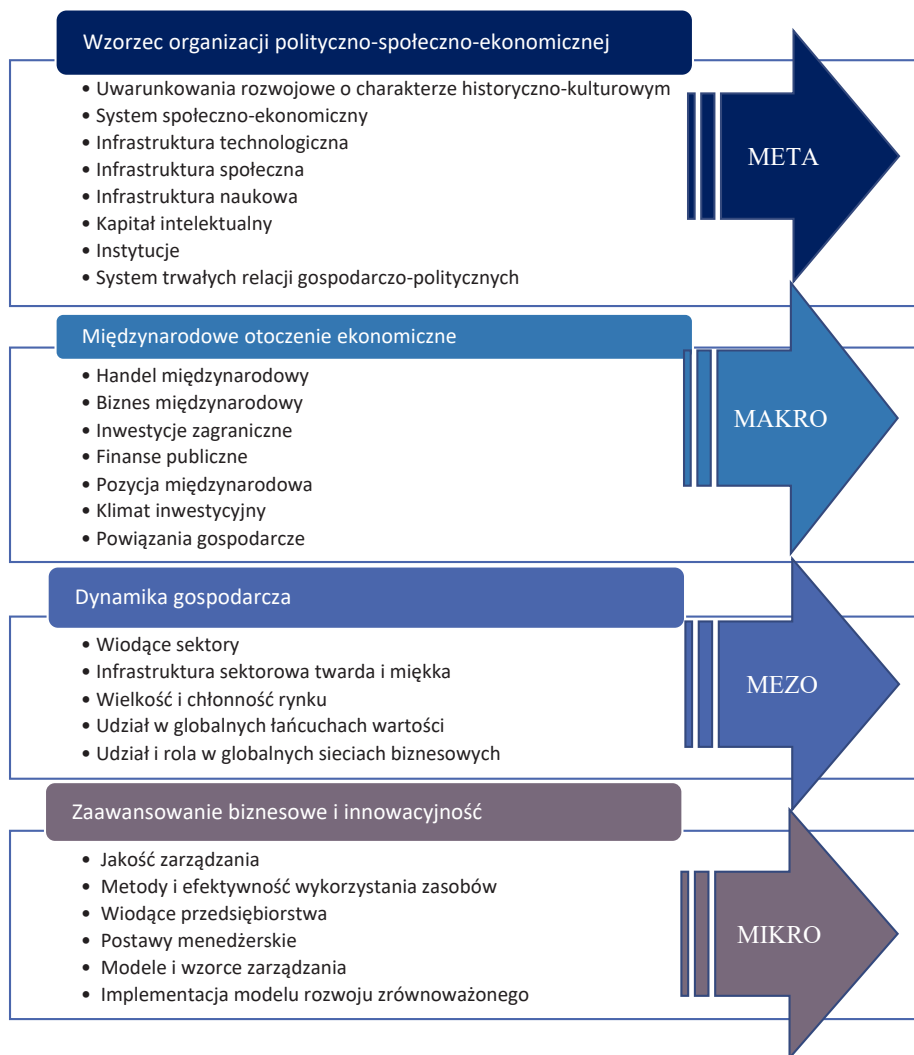 Wzorzec organizacji polityczno-społeczno-ekonomicznej
• Uwarunkowania rozwojowe o charakterze historyczno-kulturowym
• System społeczno-ekonomiczny
• Infrastruktura technologiczna
• Infrastruktura społeczna
• Infrastruktura naukowa
• Kapitał intelektualny
• Instytucje
• System trwałych relacji gospodarczo-politycznych
META
Międzynarodowe otoczenie ekonomiczne
• Handel międzynarodowy
• Biznes międzynarodowy
• Inwestycje zagraniczne
• Finanse publiczne
• Pozycja międzynarodowa
• Klimat inwestycyjny
• Powiązania gospodarcze
MAKRO
Dynamika gospodarcza
• Wiodące sektory
• Infrastruktura sektorowa twarda i miękka
• Wielkość i chłonność rynku
• Udział w globalnych łańcuchach wartości
• Udział i rola w globalnych sieciach biznesowych
MEZO
Zaawansowanie biznesowe i innowacyjność
• Jakość zarządzania
• Metody i efektywność wykorzystania zasobów
• Wiodące przedsiębiorstwa
• Postawy menedżerskie
• Modele i wzorce zarządzania
• Implementacja modelu rozwoju zrównoważonego
MIKRO